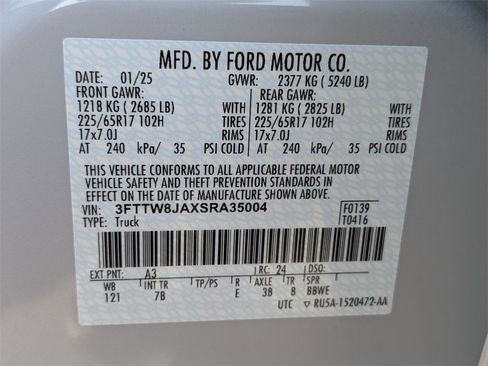 MFD. BY FORD MOTOR CO.
DATE: 01/25 GVWR: 2377 KG ( 5240 LB)
FRONT GAWR: REAR GAWR:
1218 KG ( 2685 LB) 1281 KG ( 2825 LB) WITH
225/65R17 102H TIRES 225/65R17 102H TIRES
17x7.0J RIMS 17x7.0J RIMS
AT 240 kPa/ 35 PSI COLD AT 240 kPa/ 35 PSI COLD
THIS VEHICLE CONFORMS TO ALL APPLICABLE FEDERAL MOTOR
VEHICLE SAFETY AND THEFT PREVENTION STANDARDS IN
EFFECT ON THE DATE OF MANUFACTURE SHOWN ABOVE.
VIN: 3FTTW8JAXSRA35004 F0139
TYPE: Truck T0416
EXT PNT: A3 RC: 24 DSO:
WB INT TR TP/PS R AXLE TR SPR
121 7B E 38 8 BBWE
UTC RU5A-1520472-AA